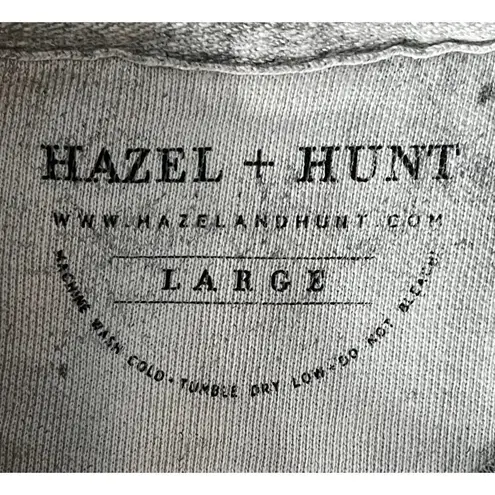 HAZEL + HUNT
WWW.HAZELANDHUNT.COM
LARGE
MACHINE WASH COLD • TUMBLE DRY LOW • DO NOT BLEACH!